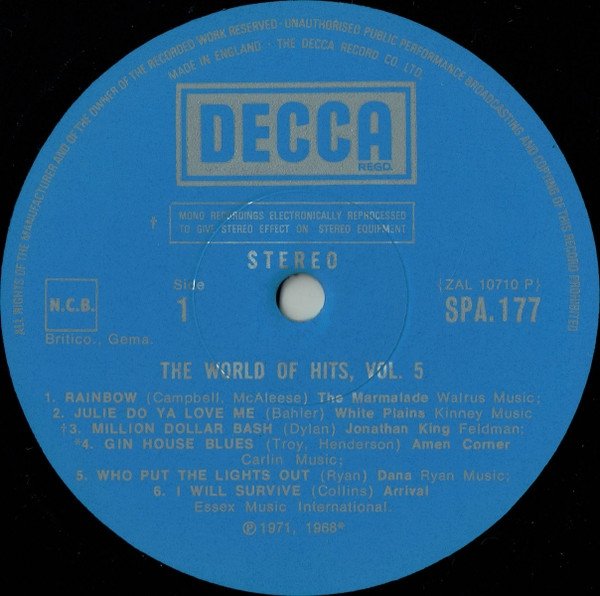 ALL RIGHTS OF THE MANUFACTURER AND OF THE OWNER OF THE RECORDED WORK RESERVED · UNAUTHORISED PUBLIC PERFORMANCE BROADCASTING AND COPYING OF THIS RECORD PROHIBITED
MADE IN ENGLAND · THE DECCA RECORD CO. LTD.
DECCA
REGD.
† MONO RECORDINGS ELECTRONICALLY REPROCESSED
TO GIVE STEREO EFFECT ON STEREO EQUIPMENT
STEREO
N.C.B.
Britico., Gema.
Side
1
(ZAL 10710 P)
SPA.177
THE WORLD OF HITS, VOL. 5
1. RAINBOW (Campbell, McAleese) The Marmalade Walrus Music;
2. JULIE DO YA LOVE ME (Bahler) White Plains Kinney Music
†3. MILLION DOLLAR BASH (Dylan) Jonathan King Feldman;
*4. GIN HOUSE BLUES (Troy, Henderson) Amen Corner
Carlin Music;
5. WHO PUT THE LIGHTS OUT (Ryan) Dana Ryan Music;
6. I WILL SURVIVE (Collins) Arrival
Essex Music International.
℗ 1971, 1968*